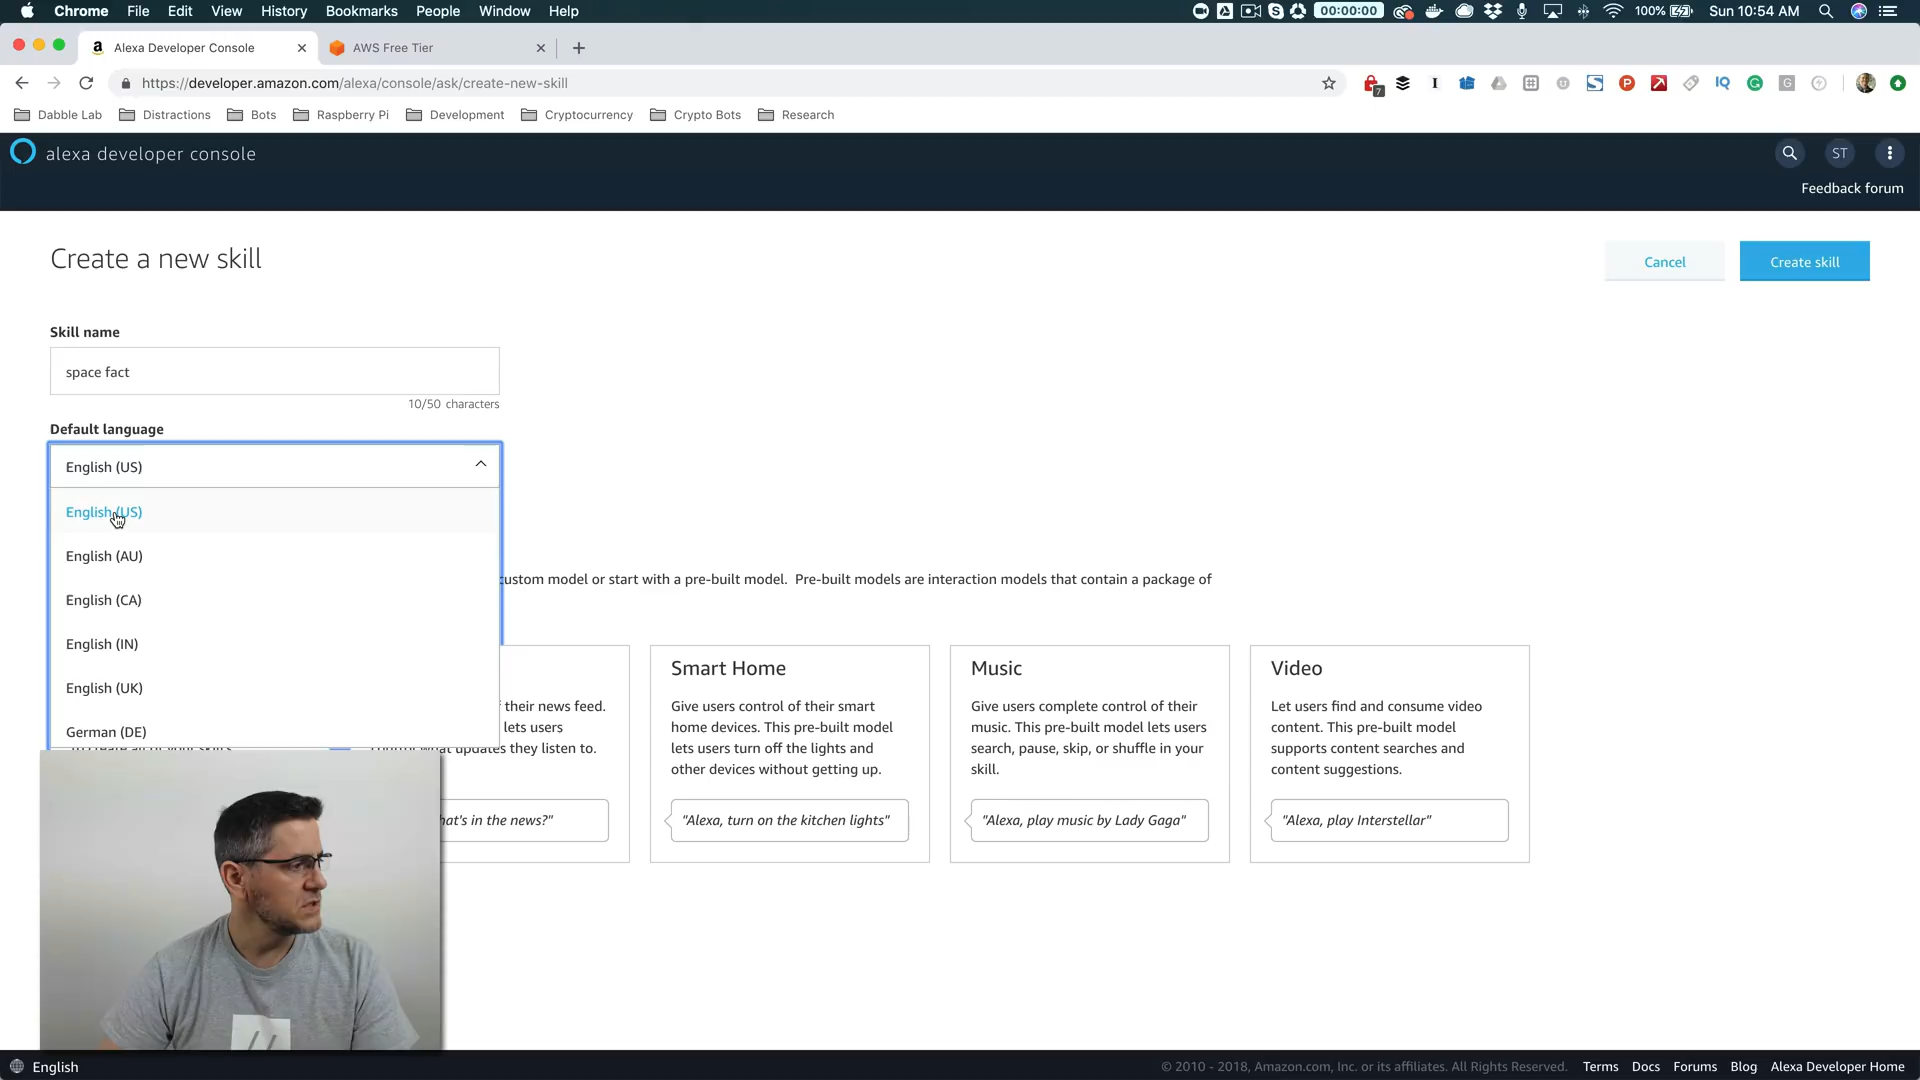 Chrome File Edit View History Bookmarks People Window Help 00:00:00 100% Sun 10:54 AM
Alexa Developer Console AWS Free Tier
https://developer.amazon.com/alexa/console/ask/create-new-skill 7
Dabble Lab Distractions Bots Raspberry Pi Development Cryptocurrency Crypto Bots Research
alexa developer console ST
Feedback forum
Create a new skill Cancel Create skill
Skill name
space fact
10/50 characters
Default language
English (US)
English (US)
English (AU)
English (CA)
English (IN)
English (UK)
German (DE)
custom model or start with a pre-built model. Pre-built models are interaction models that contain a package of
their news feed.
lets users
to create all of your skills.
control what updates they listen to.
hat's in the news?"
Smart Home
Give users control of their smart
home devices. This pre-built model
lets users turn off the lights and
other devices without getting up.
"Alexa, turn on the kitchen lights"
Music
Give users complete control of their
music. This pre-built model lets users
search, pause, skip, or shuffle in your
skill.
"Alexa, play music by Lady Gaga"
Video
Let users find and consume video
content. This pre-built model
supports content searches and
content suggestions.
"Alexa, play Interstellar"
English © 2010 - 2018, Amazon.com, Inc. or its affiliates. All Rights Reserved. Terms Docs Forums Blog Alexa Developer Home